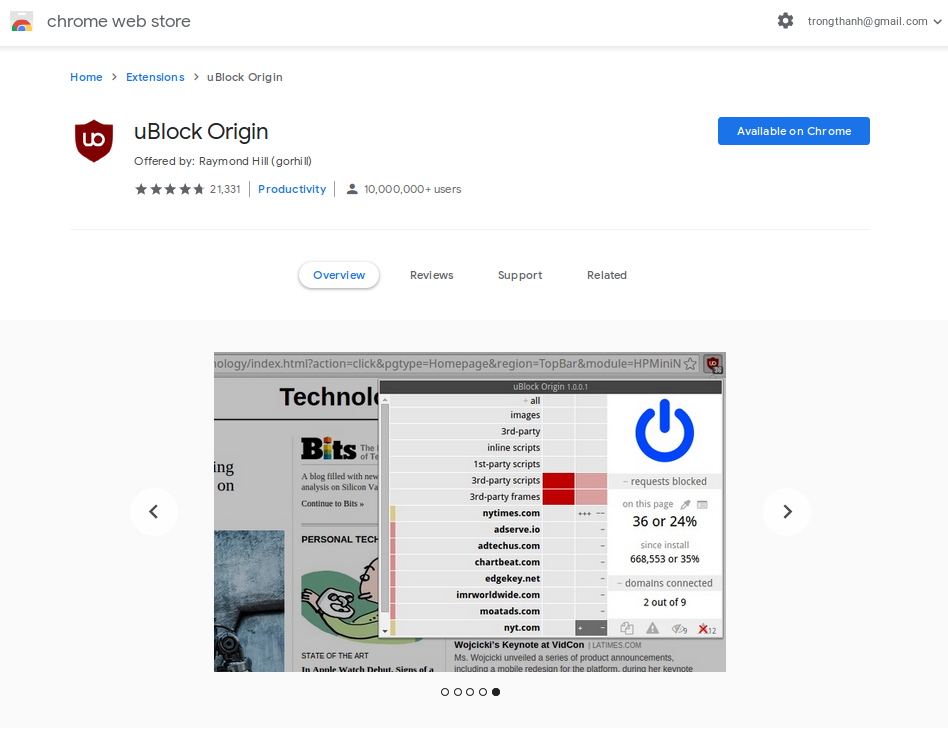 chrome web store
trongthanh@gmail.com
Home > Extensions > uBlock Origin
uBlock Origin
Available on Chrome
Offered by: Raymond Hill (gorhill)
21,331 Productivity 10,000,000+ users
Overview Reviews Support Related
nology/index.html?action=click&pgtype=Homepage&region=TopBar&module=HPMiniN
36
uBlock Origin 1.0.0.1
Technolo
+ all
images
3rd-party
inline scripts
1st-party scripts
3rd-party scripts
3rd-party frames
nytimes.com +++ --
adserve.io -
adtechus.com -
chartbeat.com -
edgekey.net -
imrworldwide.com -
moatads.com -
nyt.com + -
– requests blocked
on this page
36 or 24%
since install
668,553 or 35%
– domains connected
2 out of 9
9
12
Bits
The
of Te
A blog filled with new
analysis on Silicon Va
Continue to Bits »
ing
on
PERSONAL TECH
STATE OF THE ART
In Apple Watch Debut, Signs of a
Wojcicki's Keynote at VidCon | LATIMES.COM
Ms. Wojcicki unveiled a series of product announcements,
including a mobile redesign for the platform, during her keynote